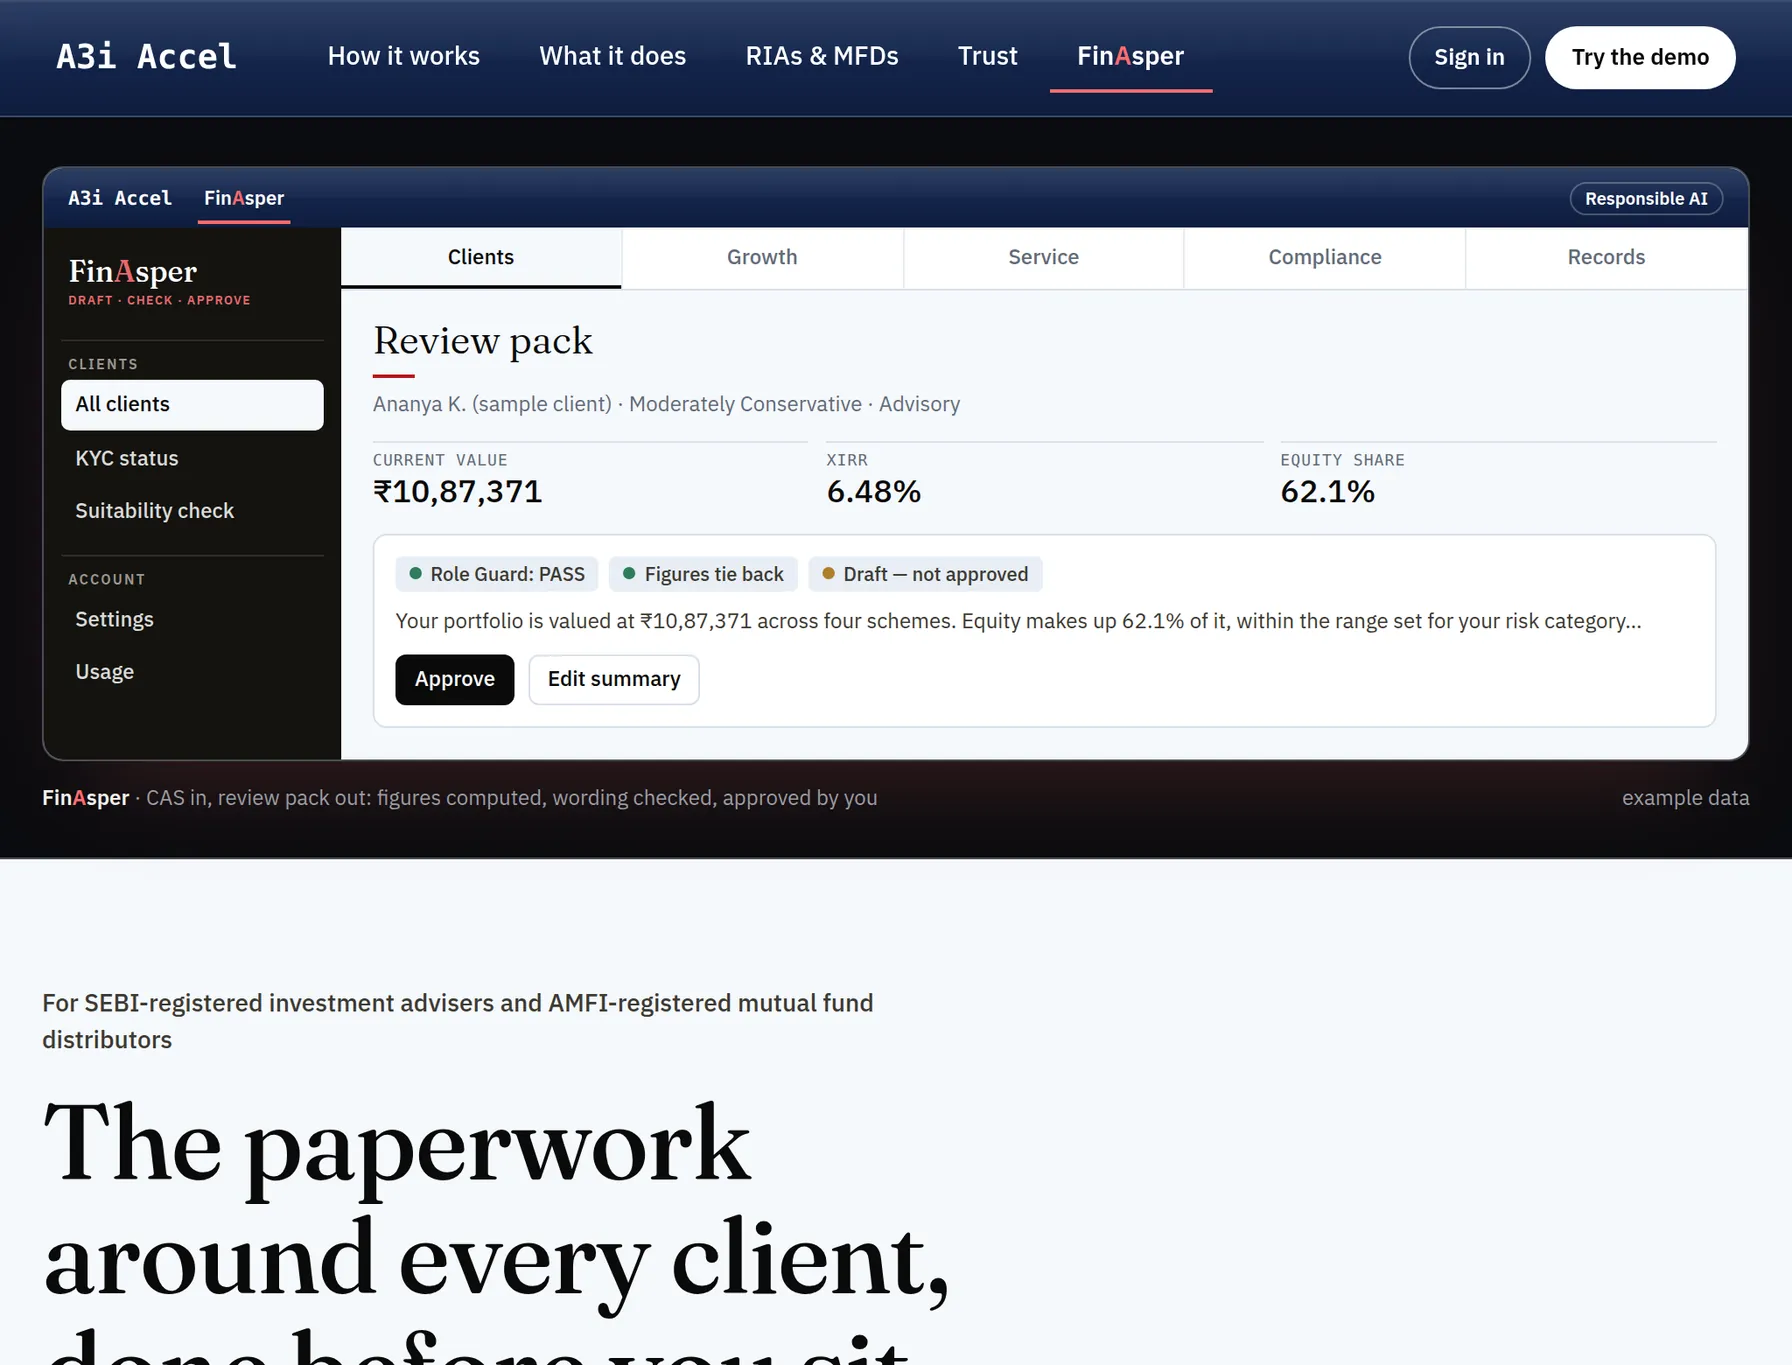 A3i Accel
How it works
What it does
RIAs & MFDs
Trust
FinAsper
Sign in
Try the demo
A3i Accel
FinAsper
Responsible AI
FinAsper
DRAFT · CHECK · APPROVE
CLIENTS
All clients
KYC status
Suitability check
ACCOUNT
Settings
Usage
Clients
Growth
Service
Compliance
Records
Review pack
Ananya K. (sample client) · Moderately Conservative · Advisory
CURRENT VALUE
₹10,87,371
XIRR
6.48%
EQUITY SHARE
62.1%
Role Guard: PASS
Figures tie back
Draft — not approved
Your portfolio is valued at ₹10,87,371 across four schemes. Equity makes up 62.1% of it, within the range set for your risk category...
Approve
Edit summary
FinAsper · CAS in, review pack out: figures computed, wording checked, approved by you
example data
For SEBI-registered investment advisers and AMFI-registered mutual fund
distributors
The paperwork
around every client,
done before you sit